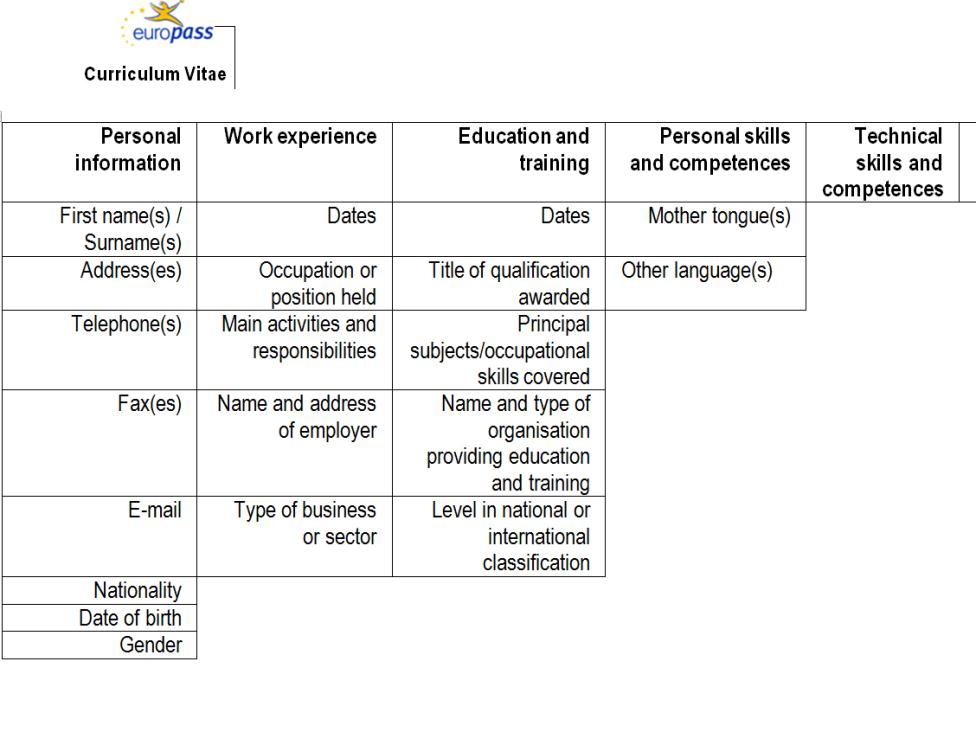 europass
Curriculum Vitae
Personal
information
Work experience
Education and
training
Personal skills
and competences
Technical
skills and
competences
First name(s) /
Surname(s)
Dates
Dates
Mother tongue(s)
Address(es)
Occupation or
position held
Title of qualification
awarded
Other language(s)
Telephone(s)
Main activities and
responsibilities
Principal
subjects/occupational
skills covered
Fax(es)
Name and address
of employer
Name and type of
organisation
providing education
and training
E-mail
Type of business
or sector
Level in national or
international
classification
Nationality
Date of birth
Gender